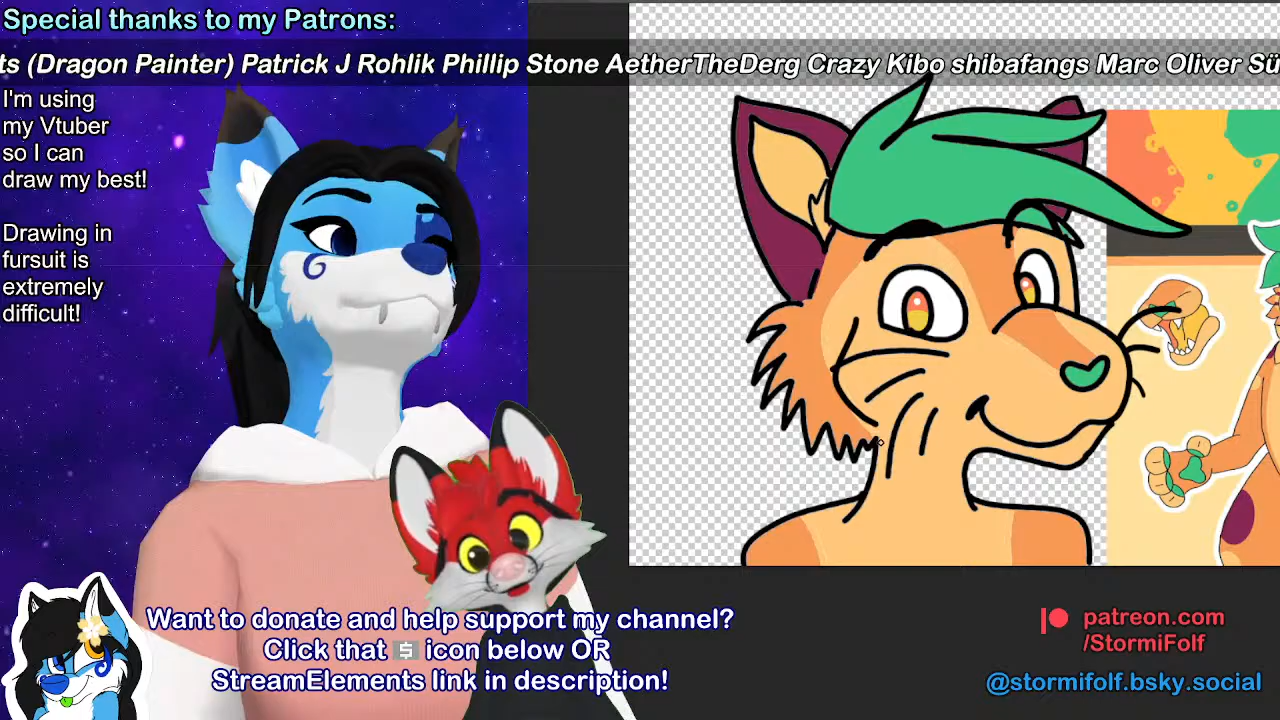 Special thanks to my Patrons:
ts (Dragon Painter) Patrick J Rohlik Phillip Stone AetherTheDerg Crazy Kibo shibafangs Marc Oliver Sü
I'm using
my Vtuber
so I can
draw my best!
Drawing in
fursuit is
extremely
difficult!
Want to donate and help support my channel?
Click that $ icon below OR
StreamElements link in description!
patreon.com
/StormiFolf
@stormifolf.bsky.social